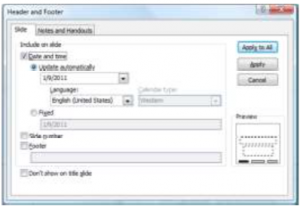 Header and Footer
Slide
Notes and Handouts
Include on slide
Date and time
Update automatically
1/9/2011
Language:
Calendar type:
English (United States)
Western
Fixed
1/9/2011
Slide number
Footer
Don't show on title slide
Apply to All
Apply
Cancel
Preview